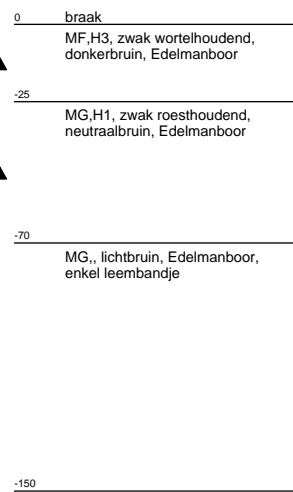 0 braak
MF,H3, zwak wortelhoudend,
donkerbruin, Edelmanboor
-25
MG,H1, zwak roesthoudend,
neutraalbruin, Edelmanboor
-70
MG,, lichtbruin, Edelmanboor,
enkel leembandje
-150